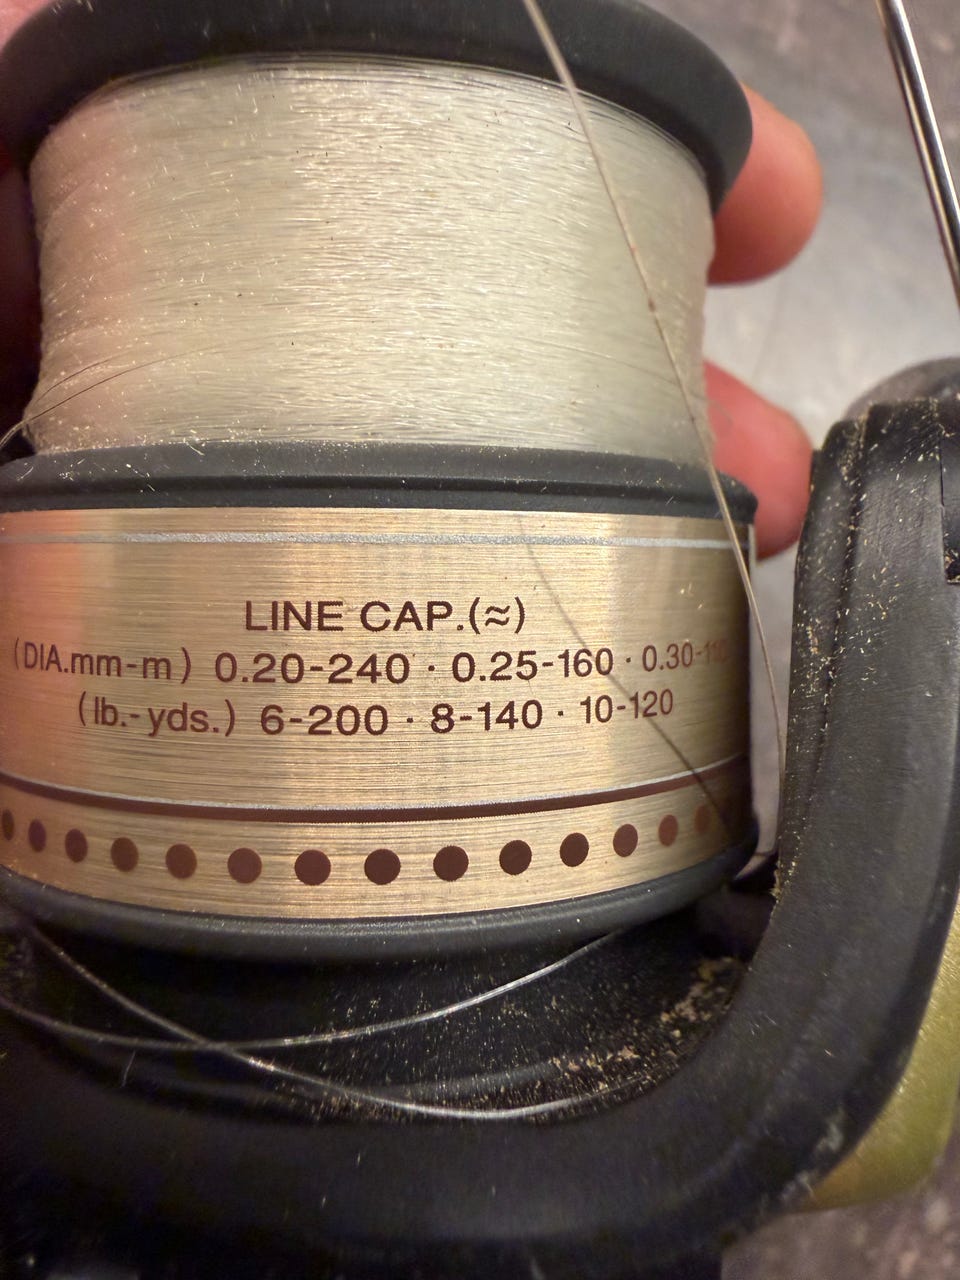 LINE CAP.(≈)
(DIA.mm-m) 0.20-240 · 0.25-160 · 0.30-110
(lb.-yds.) 6-200 · 8-140 · 10-120